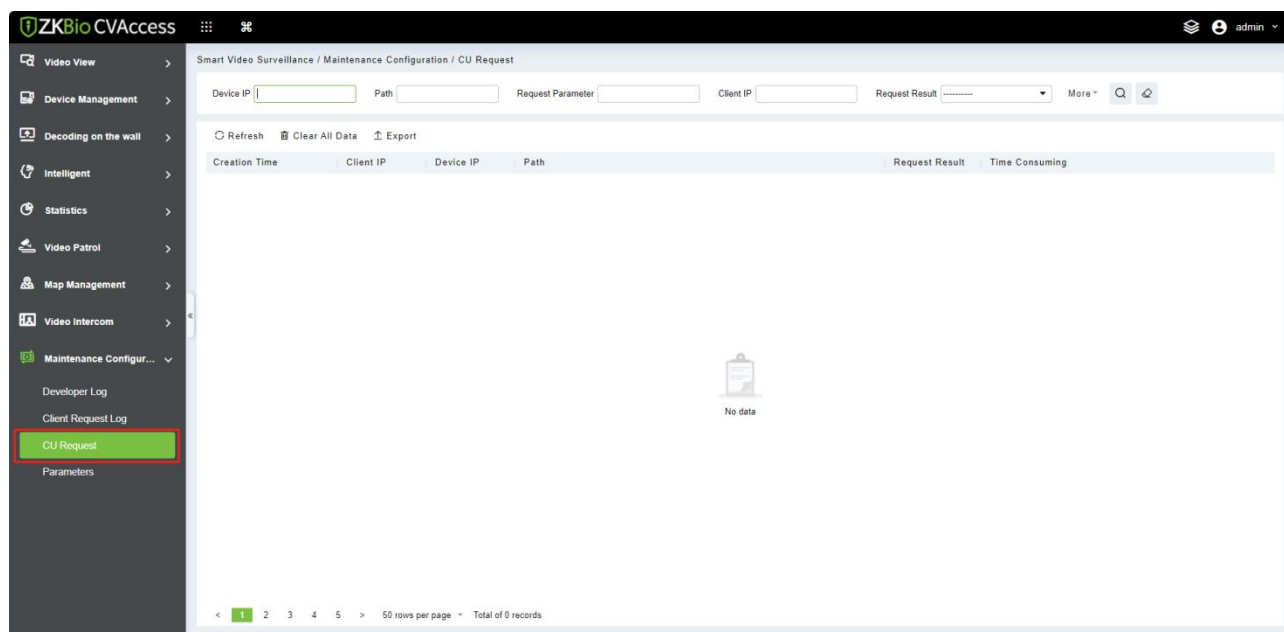 ZKBio CVAccess
admin
Video View
Device Management
Decoding on the wall
Intelligent
Statistics
Video Patrol
Map Management
Video Intercom
Maintenance Configur...
Developer Log
Client Request Log
CU Request
Parameters
Smart Video Surveillance / Maintenance Configuration / CU Request
Device IP Path Request Parameter Client IP Request Result ---------- More
Refresh Clear All Data Export
Creation Time Client IP Device IP Path Request Result Time Consuming
No data
< 1 2 3 4 5 > 50 rows per page Total of 0 records